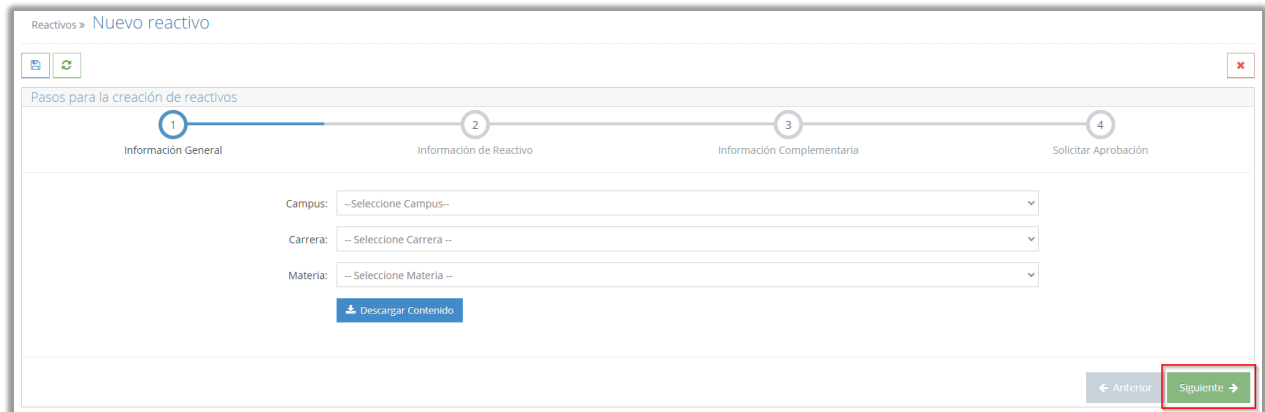 Reactivos » Nuevo reactivo
Pasos para la creación de reactivos
1 2 3 4
Información General Información de Reactivo Información Complementaria Solicitar Aprobación
Campus: --Seleccione Campus--
Carrera: -- Seleccione Carrera --
Materia: -- Seleccione Materia --
Descargar Contenido
Anterior Siguiente